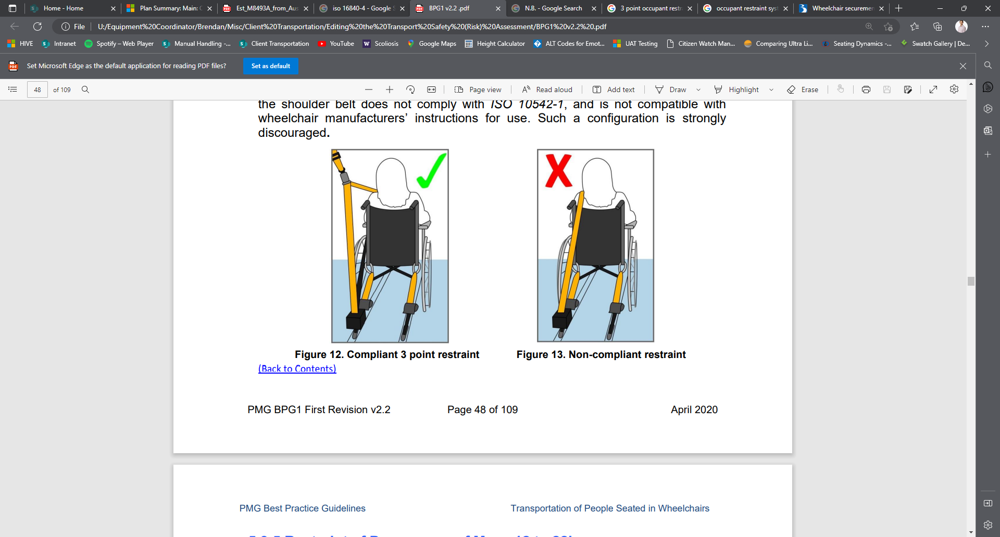 Home - Home
Plan Summary: Main: C
Est_M8493A_from_Aus
iso 16840-4 - Google S
BPG1 v2.2 .pdf
N.B. - Google Search
3 point occupant restr
occupant restraint syst
Wheelchair securemen
File
U:/Equipment%20Coordinator/Brendan/Misc/Client%20Transportation/Editing%20the%20Transport%20Safety%20(Risk)%20Assessment/BPG1%20v2.2%20.pdf
HIVE
Intranet
Spotify – Web Player
Manual Handling -...
Client Transportation
YouTube
W Scoliosis
Google Maps
Height Calculator
ALT Codes for Emot...
UAT Testing
Citizen Watch Man...
Comparing Ultra Li...
Seating Dynamics -...
Swatch Gallery | De...
PDF
Set Microsoft Edge as the default application for reading PDF files?
Set as default
48
of 109
Page view
Read aloud
Add text
Draw
Highlight
Erase
the shoulder belt does not comply with ISO 10542-1, and is not compatible with
wheelchair manufacturers’ instructions for use. Such a configuration is strongly
discouraged.
Figure 12. Compliant 3 point restraint
Figure 13. Non-compliant restraint
(Back to Contents)
PMG BPG1 First Revision v2.2
Page 48 of 109
April 2020
PMG Best Practice Guidelines
Transportation of People Seated in Wheelchairs